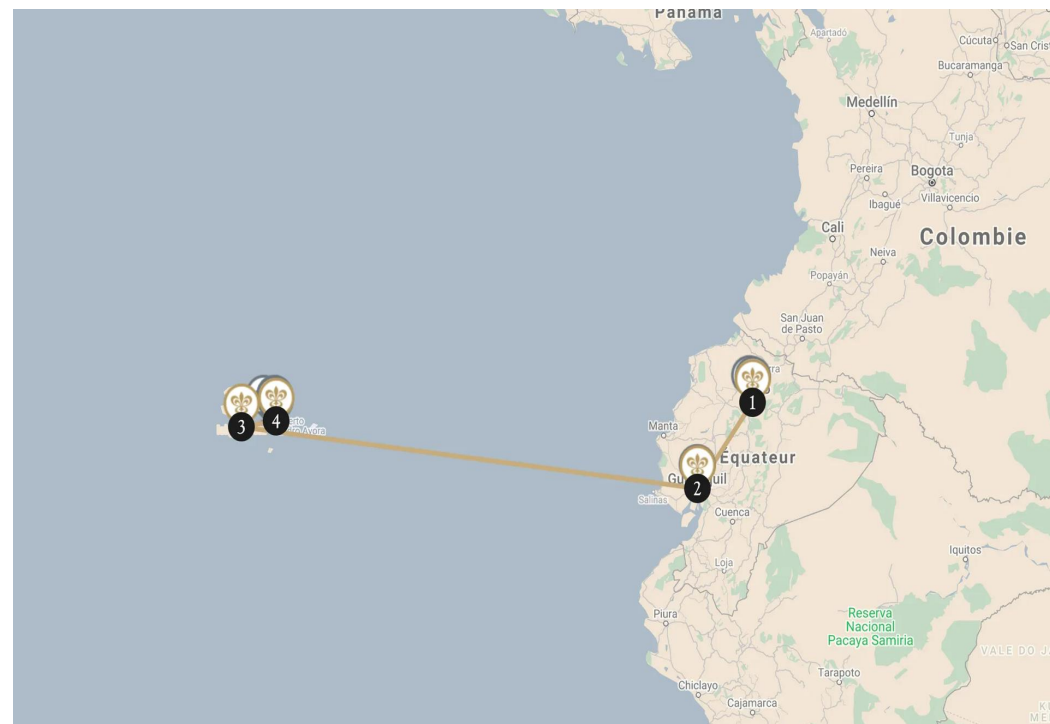 Panama
Apartadó
Cúcuta
San Crist
Bucaramanga
Medellín
Tunja
Pereira
Bogota
Ibagué
Villavicencio
Cali
Colombie
Neiva
Popayán
San Juan
de Pasto
1
3
4
Manta
Équateur
2
Salinas
Cuenca
Loja
Iquitos
Piura
Reserva
Nacional
Pacaya Samiria
VALE DO J
Tarapoto
Chiclayo
Cajamarca